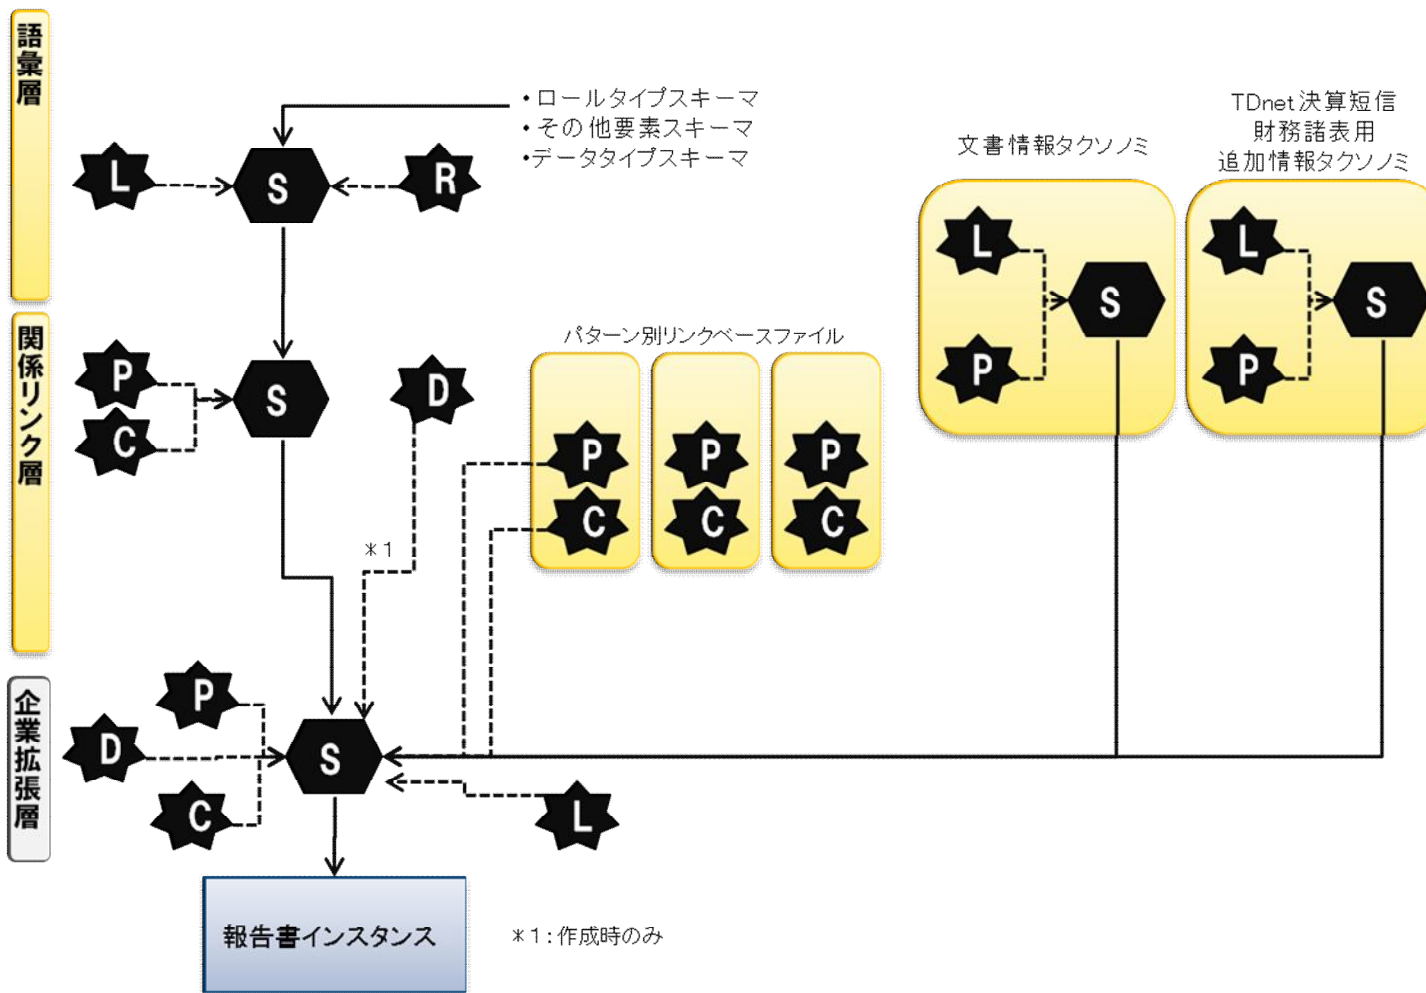 語彙層
・ロールタイプスキーマ
・その他要素スキーマ
・データタイプスキーマ
L
S
R
文書情報タクソノミ
L
P
S
TDnet決算短信
財務諸表用
追加情報タクソノミ
L
P
S
関係リンク層
P
C
S
D
＊1
パターン別リンクベースファイル
P
C
P
C
P
C
企業拡張層
P
D
C
S
L
報告書インスタンス
＊1:作成時のみ